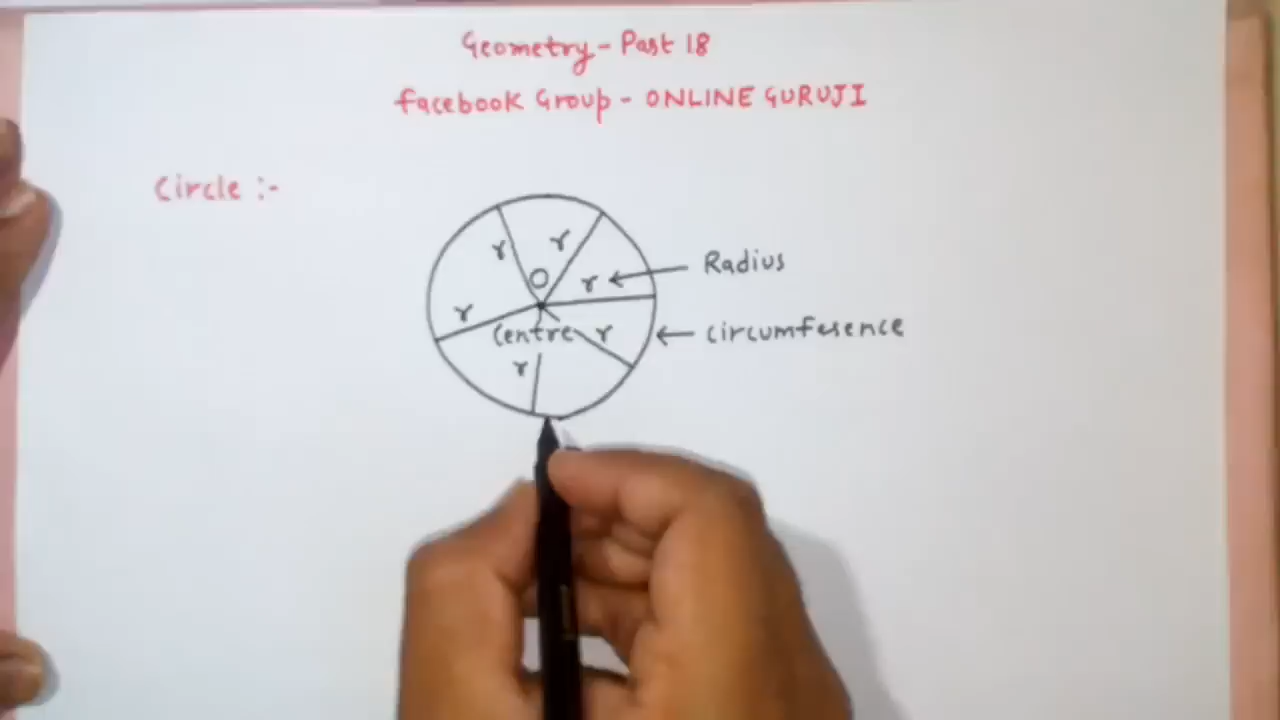 Geometry - Part 18
Facebook Group - ONLINE GURUJI
Circle :-
r
r
O
r
Radius
r
Centre
r
circumference
r